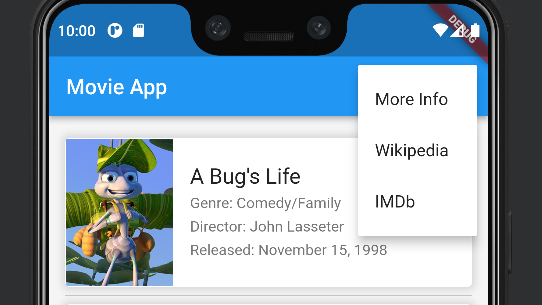 10:00
DEBUG
Movie App
More Info
Wikipedia
IMDb
A Bug's Life
Genre: Comedy/Family
Director: John Lasseter
Released: November 15, 1998